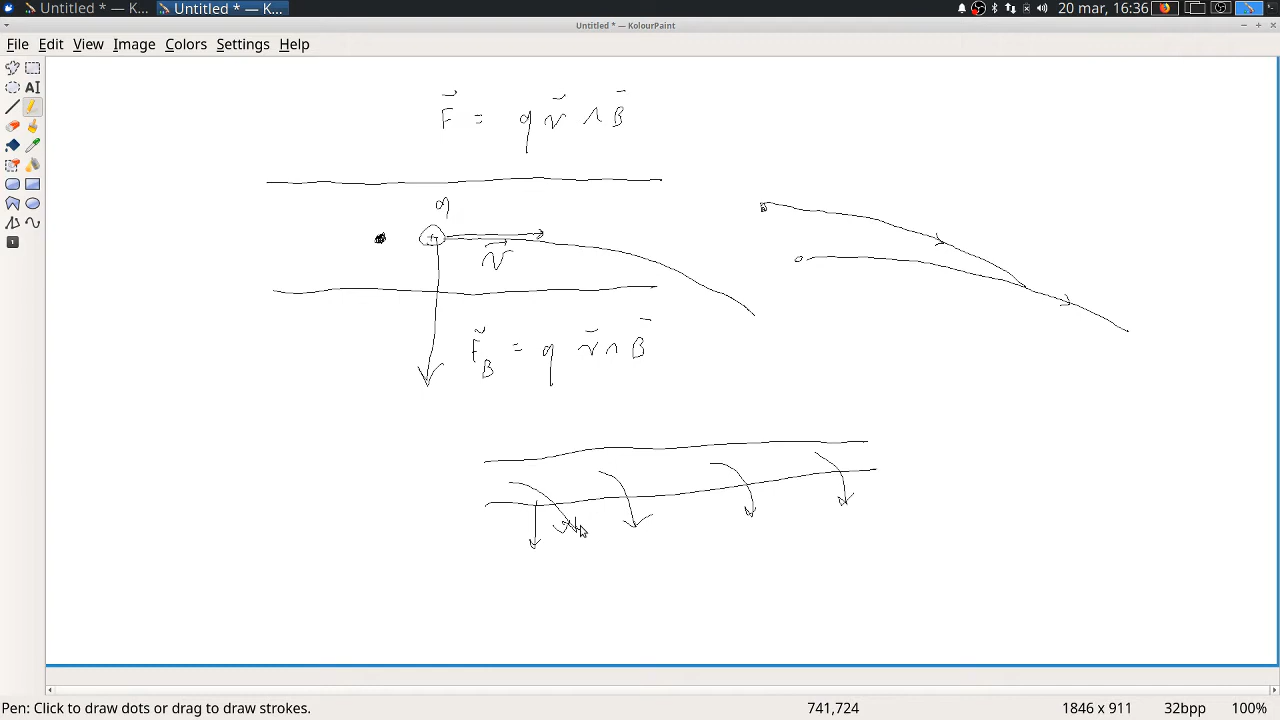 Untitled * — K...
Untitled * — K...
20 mar, 16:36
Untitled * — KolourPaint
File Edit View Image Colors Settings Help
F⃗ = q v⃗ ∧ B⃗
q
+
v⃗
F⃗_B = q v⃗ ∧ B⃗
Pen: Click to draw dots or drag to draw strokes.
741,724
1846 x 911
32bpp
100%